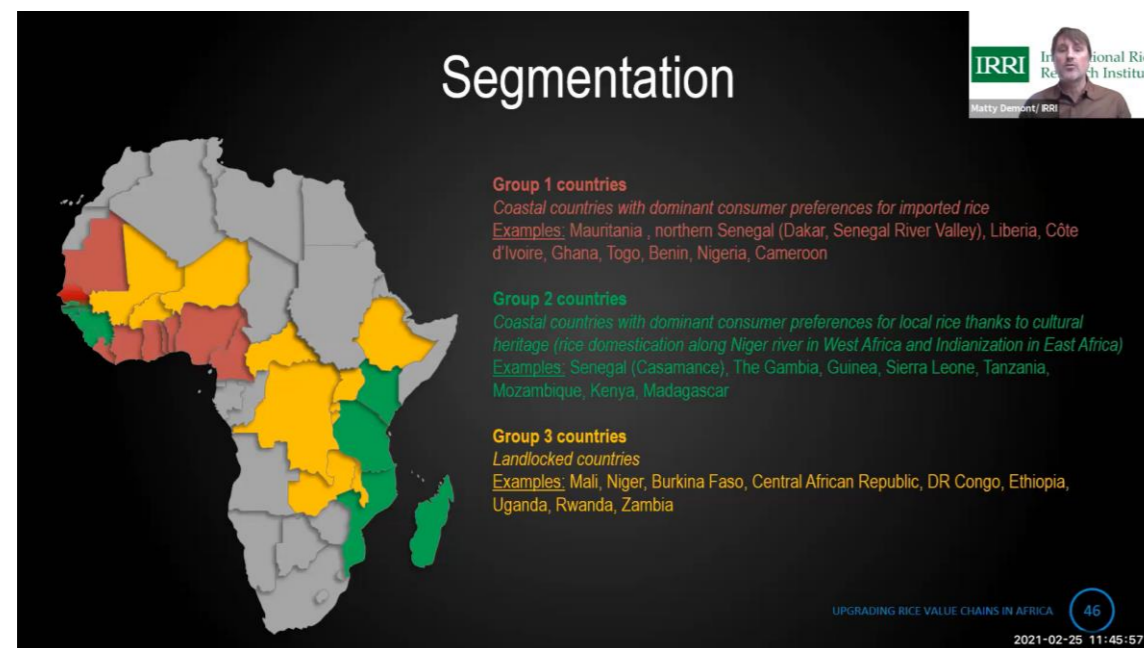 Segmentation
IRRI
Matty Demont/ IRRI
Group 1 countries
Coastal countries with dominant consumer preferences for imported rice
Examples: Mauritania , northern Senegal (Dakar, Senegal River Valley), Liberia, Côte
d'Ivoire, Ghana, Togo, Benin, Nigeria, Cameroon
Group 2 countries
Coastal countries with dominant consumer preferences for local rice thanks to cultural
heritage (rice domestication along Niger river in West Africa and Indianization in East Africa)
Examples: Senegal (Casamance), The Gambia, Guinea, Sierra Leone, Tanzania,
Mozambique, Kenya, Madagascar
Group 3 countries
Landlocked countries
Examples: Mali, Niger, Burkina Faso, Central African Republic, DR Congo, Ethiopia,
Uganda, Rwanda, Zambia
UPGRADING RICE VALUE CHAINS IN AFRICA 46
2021-02-25 11:45:57